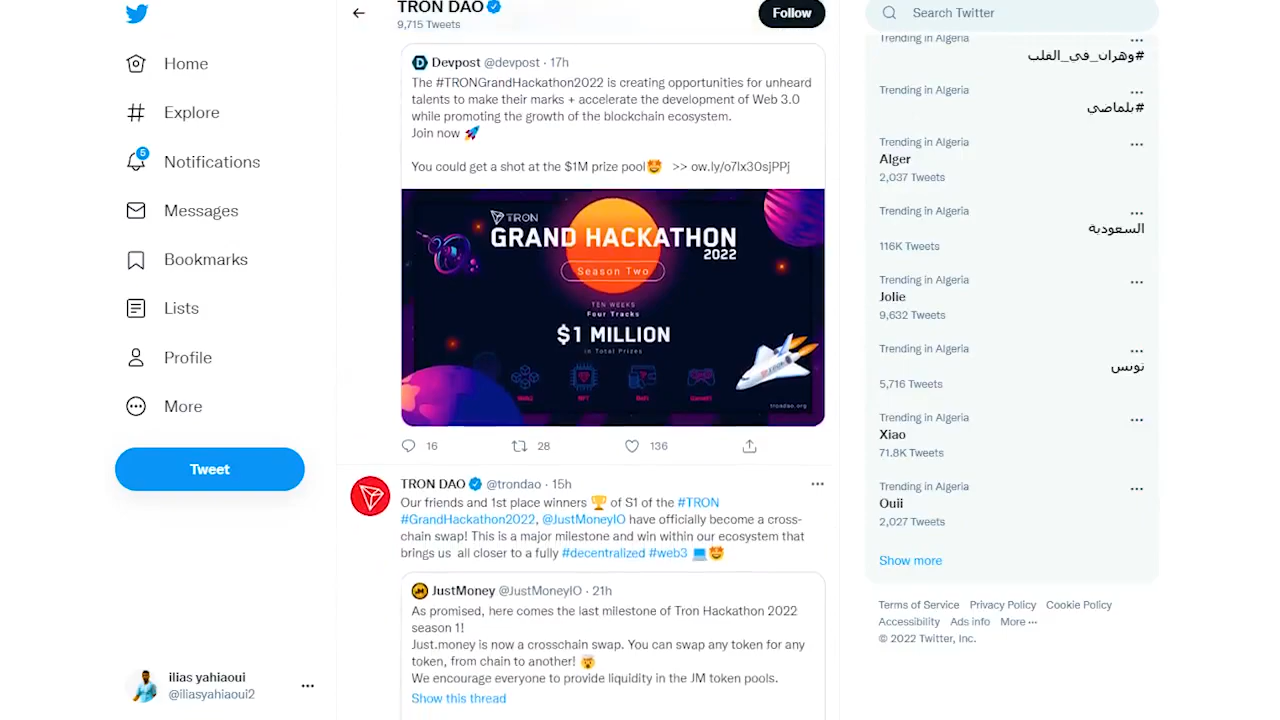 Home
Explore
5
Notifications
Messages
Bookmarks
Lists
Profile
More
Tweet
ilias yahiaoui
@iliasyahiaoui2
TRON DAO
9,715 Tweets
Follow
Devpost @devpost · 17h
The #TRONGrandHackathon2022 is creating opportunities for unheard
talents to make their marks + accelerate the development of Web 3.0
while promoting the growth of the blockchain ecosystem.
Join now 🚀
You could get a shot at the $1M prize pool🤩 >> ow.ly/o7Ix30sjPPj
TRON
GRAND HACKATHON
2022
Season Two
TEN WEEKS
Four Tracks
$1 MILLION
in Total Prizes
trondao.org
16
28
136
TRON DAO @trondao · 15h
Our friends and 1st place winners 🏆 of S1 of the #TRON
#GrandHackathon2022, @JustMoneyIO have officially become a cross-
chain swap! This is a major milestone and win within our ecosystem that
brings us all closer to a fully #decentralized #web3 💻🤩
JustMoney @JustMoneyIO · 21h
As promised, here comes the last milestone of Tron Hackathon 2022
season 1!
Just.money is now a crosschain swap. You can swap any token for any
token, from chain to another! 🤯
We encourage everyone to provide liquidity in the JM token pools.
Show this thread
Search Twitter
Trending in Algeria
#وهران_في_القلب
Trending in Algeria
#بلماضي
Trending in Algeria
Alger
2,037 Tweets
Trending in Algeria
السعودية
116K Tweets
Trending in Algeria
Jolie
9,632 Tweets
Trending in Algeria
تونس
5,716 Tweets
Trending in Algeria
Xiao
71.8K Tweets
Trending in Algeria
Ouii
2,027 Tweets
Show more
Terms of Service Privacy Policy Cookie Policy
Accessibility Ads info More ···
© 2022 Twitter, Inc.